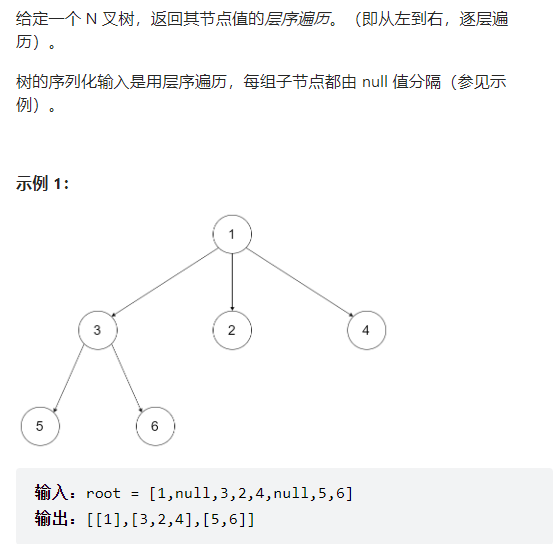 给定一个 N 叉树，返回其节点值的层序遍历。（即从左到右，逐层遍
历）。
树的序列化输入是用层序遍历，每组子节点都由 null 值分隔（参见示
例）。
示例 1：
1
3
2
4
5
6
输入：root = [1,null,3,2,4,null,5,6]
输出：[[1],[3,2,4],[5,6]]